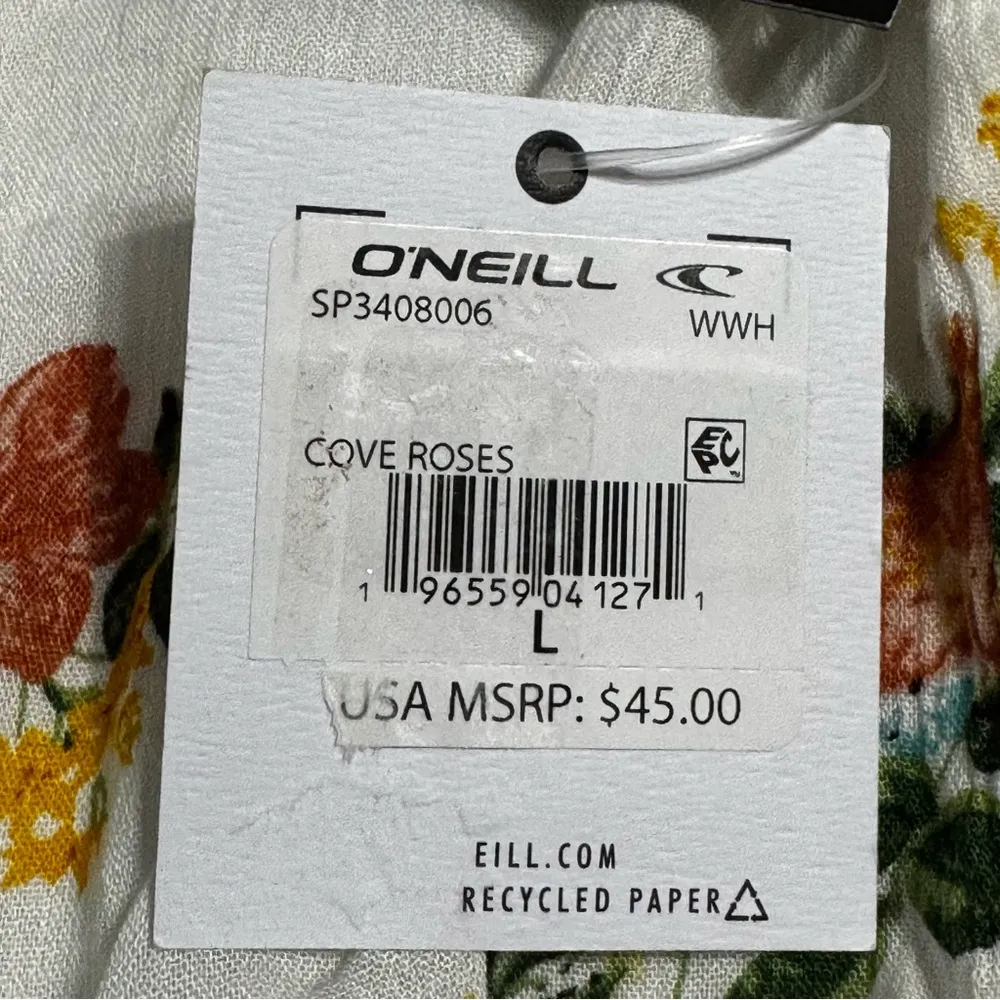 O'NEILL
SP3408006
WWH
COVE ROSES
EPC
1 96559 04127 1
L
USA MSRP: $45.00
EILL.COM
RECYCLED PAPER